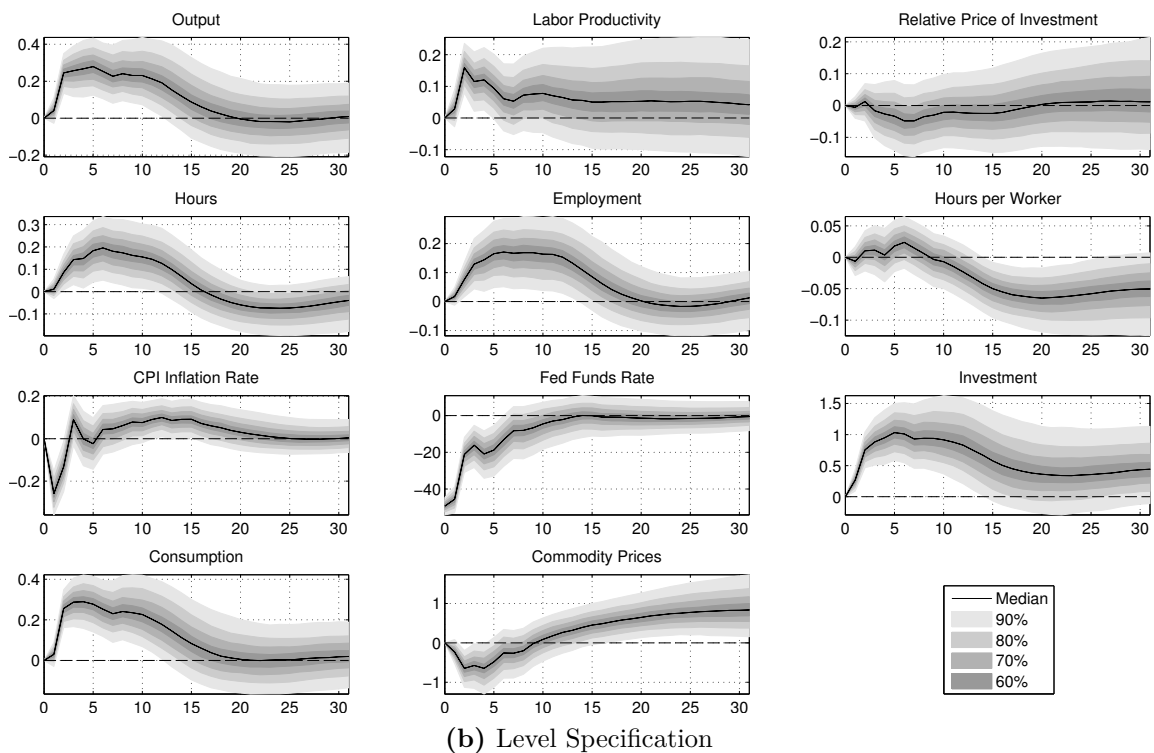 Output
0.4
0.2
0
−0.2
0 5 10 15 20 25 30
Labor Productivity
0.2
0.1
0
−0.1
0 5 10 15 20 25 30
Relative Price of Investment
0.2
0.1
0
−0.1
0 5 10 15 20 25 30
Hours
0.3
0.2
0.1
0
−0.1
0 5 10 15 20 25 30
Employment
0.2
0.1
0
−0.1
0 5 10 15 20 25 30
Hours per Worker
0.05
0
−0.05
−0.1
0 5 10 15 20 25 30
CPI Inflation Rate
0.2
0
−0.2
0 5 10 15 20 25 30
Fed Funds Rate
0
−20
−40
0 5 10 15 20 25 30
Investment
1.5
1
0.5
0
0 5 10 15 20 25 30
Consumption
0.4
0.2
0
0 5 10 15 20 25 30
Commodity Prices
1
0
−1
0 5 10 15 20 25 30
Median
90%
80%
70%
60%
(b) Level Specification